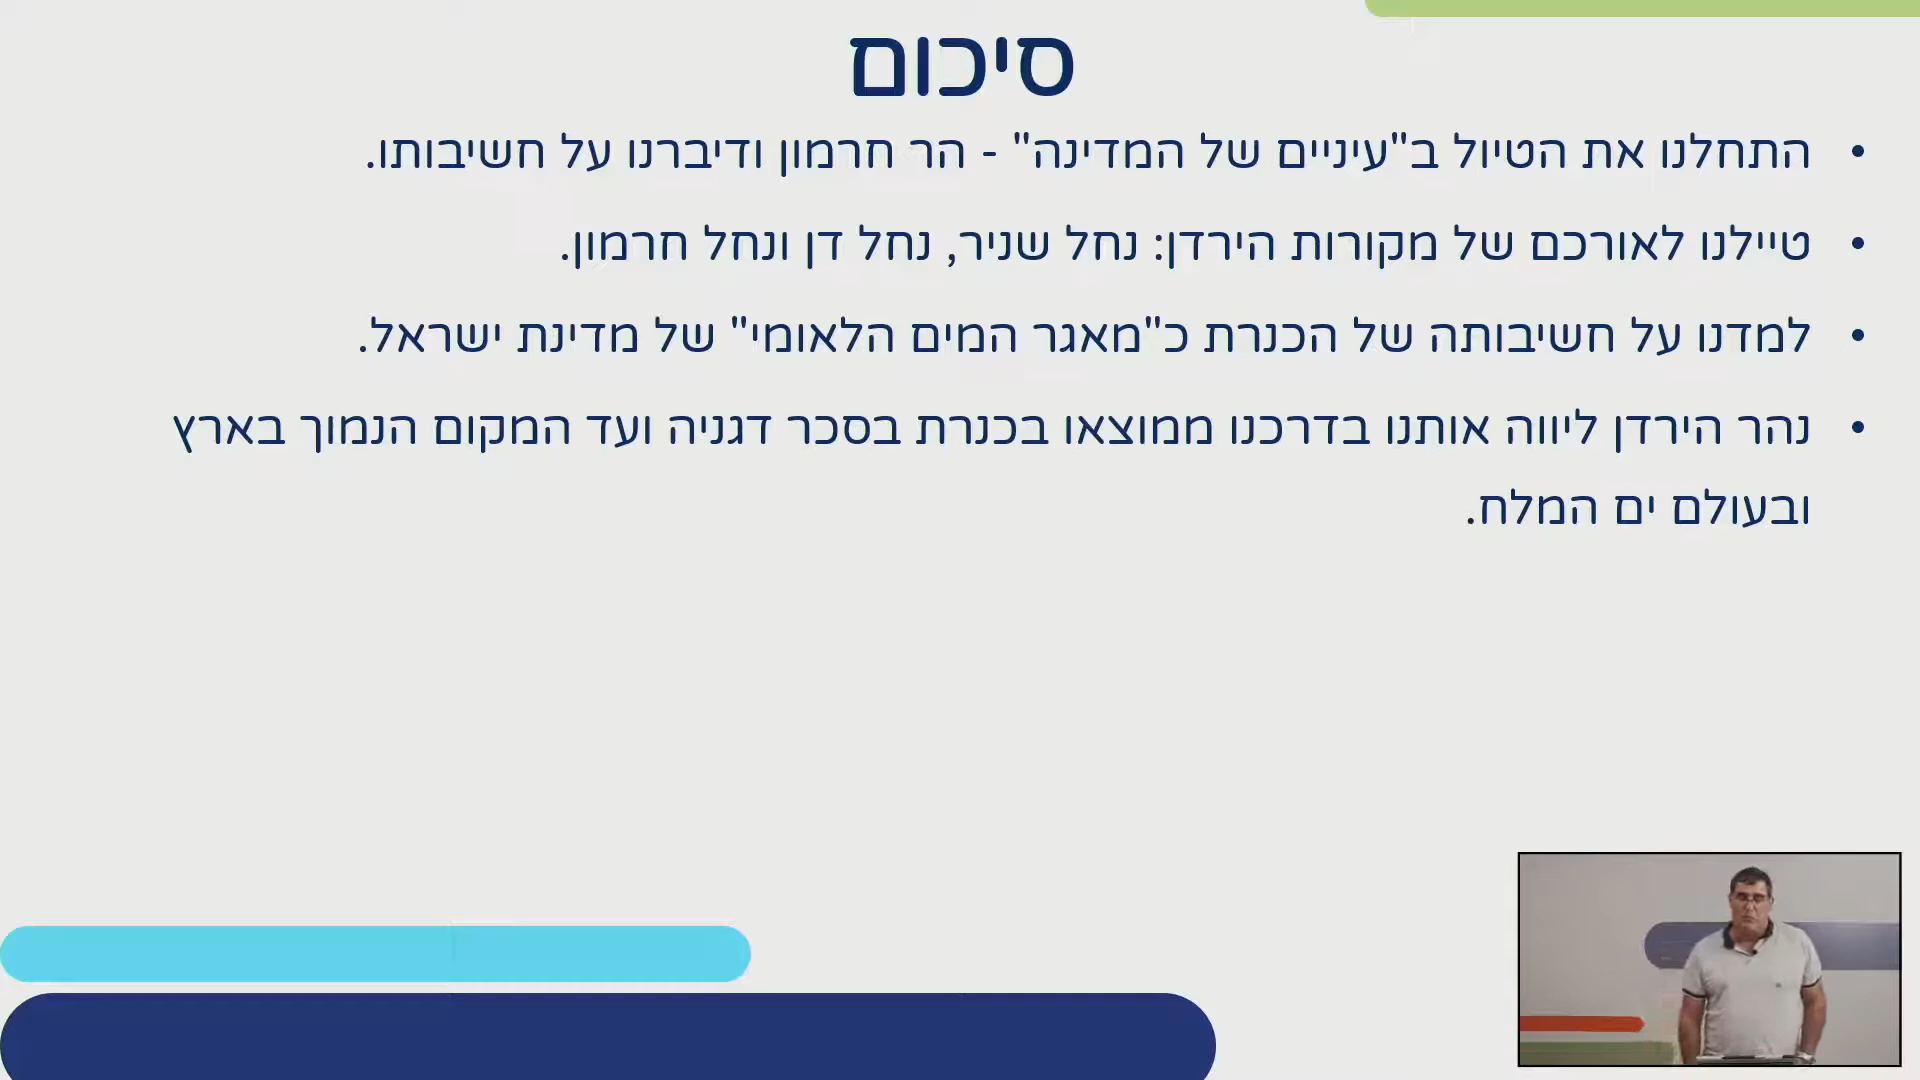 סיכום
• התחלנו את הטיול ב"עיניים של המדינה" - הר חרמון ודיברנו על חשיבותו.
• טיילנו לאורכם של מקורות הירדן: נחל שניר, נחל דן ונחל חרמון.
• למדנו על חשיבותה של הכנרת כ"מאגר המים הלאומי" של מדינת ישראל.
• נהר הירדן ליווה אותנו בדרכנו ממוצאו בכנרת בסכר דגניה ועד המקום הנמוך בארץ
ובעולם ים המלח.